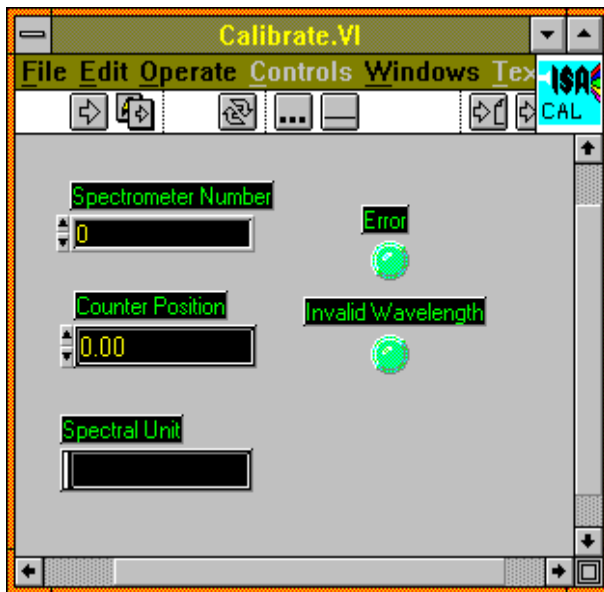 Calibrate.VI
File Edit Operate Controls Windows Tex
ISA
CAL
Spectrometer Number
0
Error
Counter Position
Invalid Wavelength
0.00
Spectral Unit